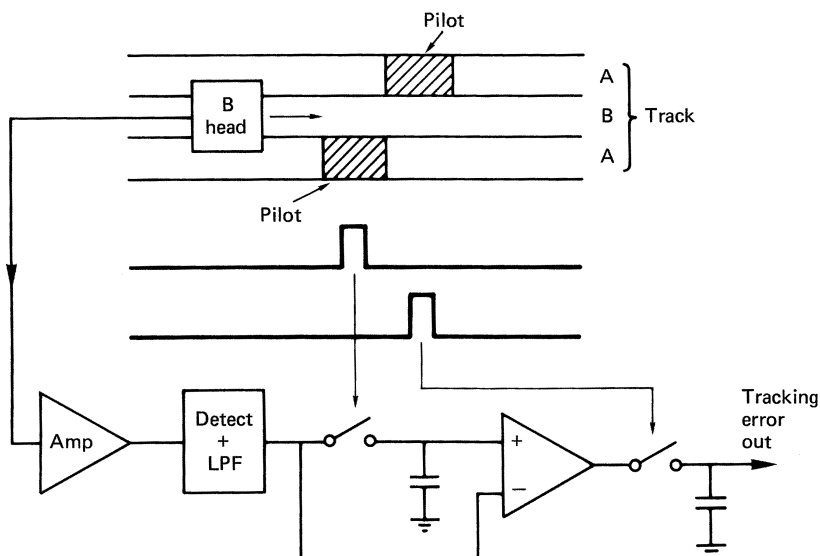 Pilot
A
B
head
B
Track
A
Pilot
Tracking
error
out
Amp
Detect
+
LPF
+
−